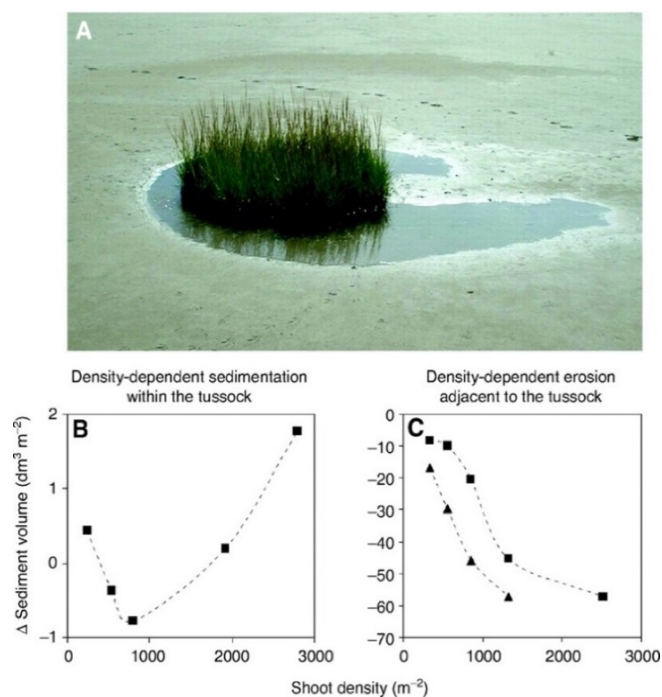 A
Density-dependent sedimentation
within the tussock
Density-dependent erosion
adjacent to the tussock
B
C
Δ Sediment volume (dm³ m⁻²)
2
1
0
−1
0
1000
2000
3000
0
−10
−20
−30
−40
−50
−60
−70
0
1000
2000
3000
Shoot density (m⁻²)